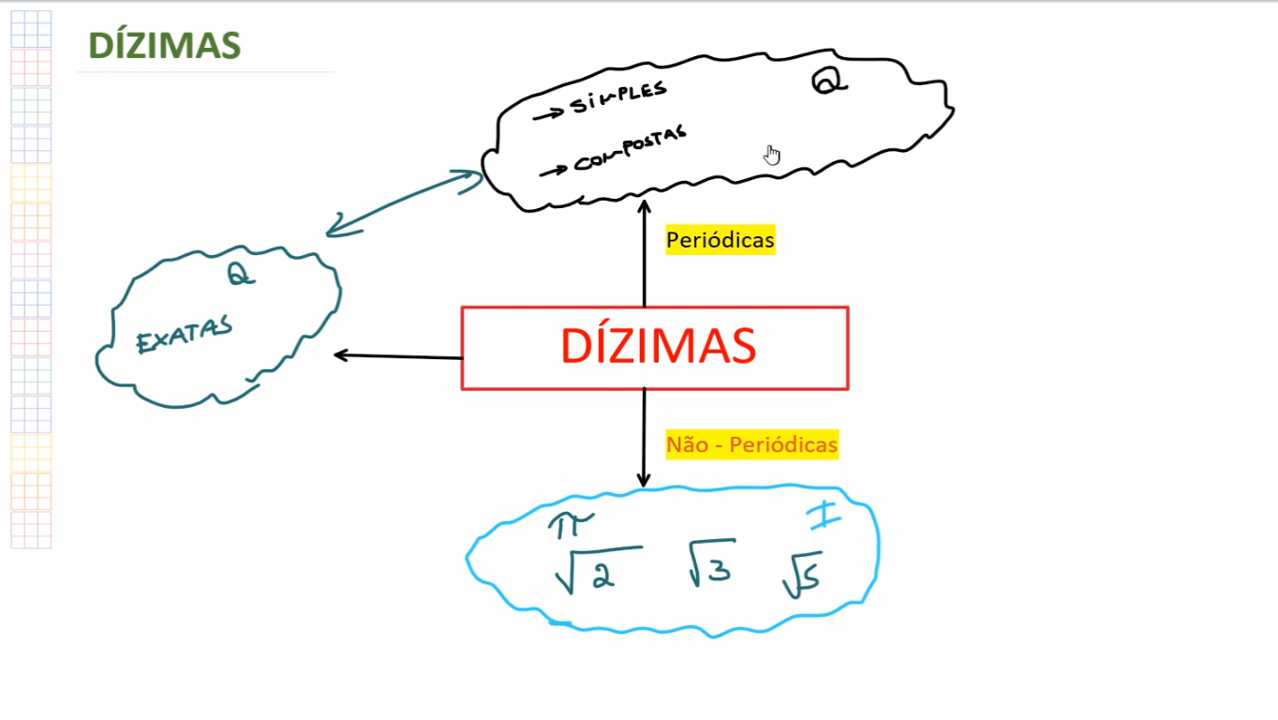 DÍZIMAS
→ SIMPLES
Q
→ COMPOSTAS
Periódicas
Q
EXATAS
DÍZIMAS
Não - Periódicas
π
I
√2 √3 √5